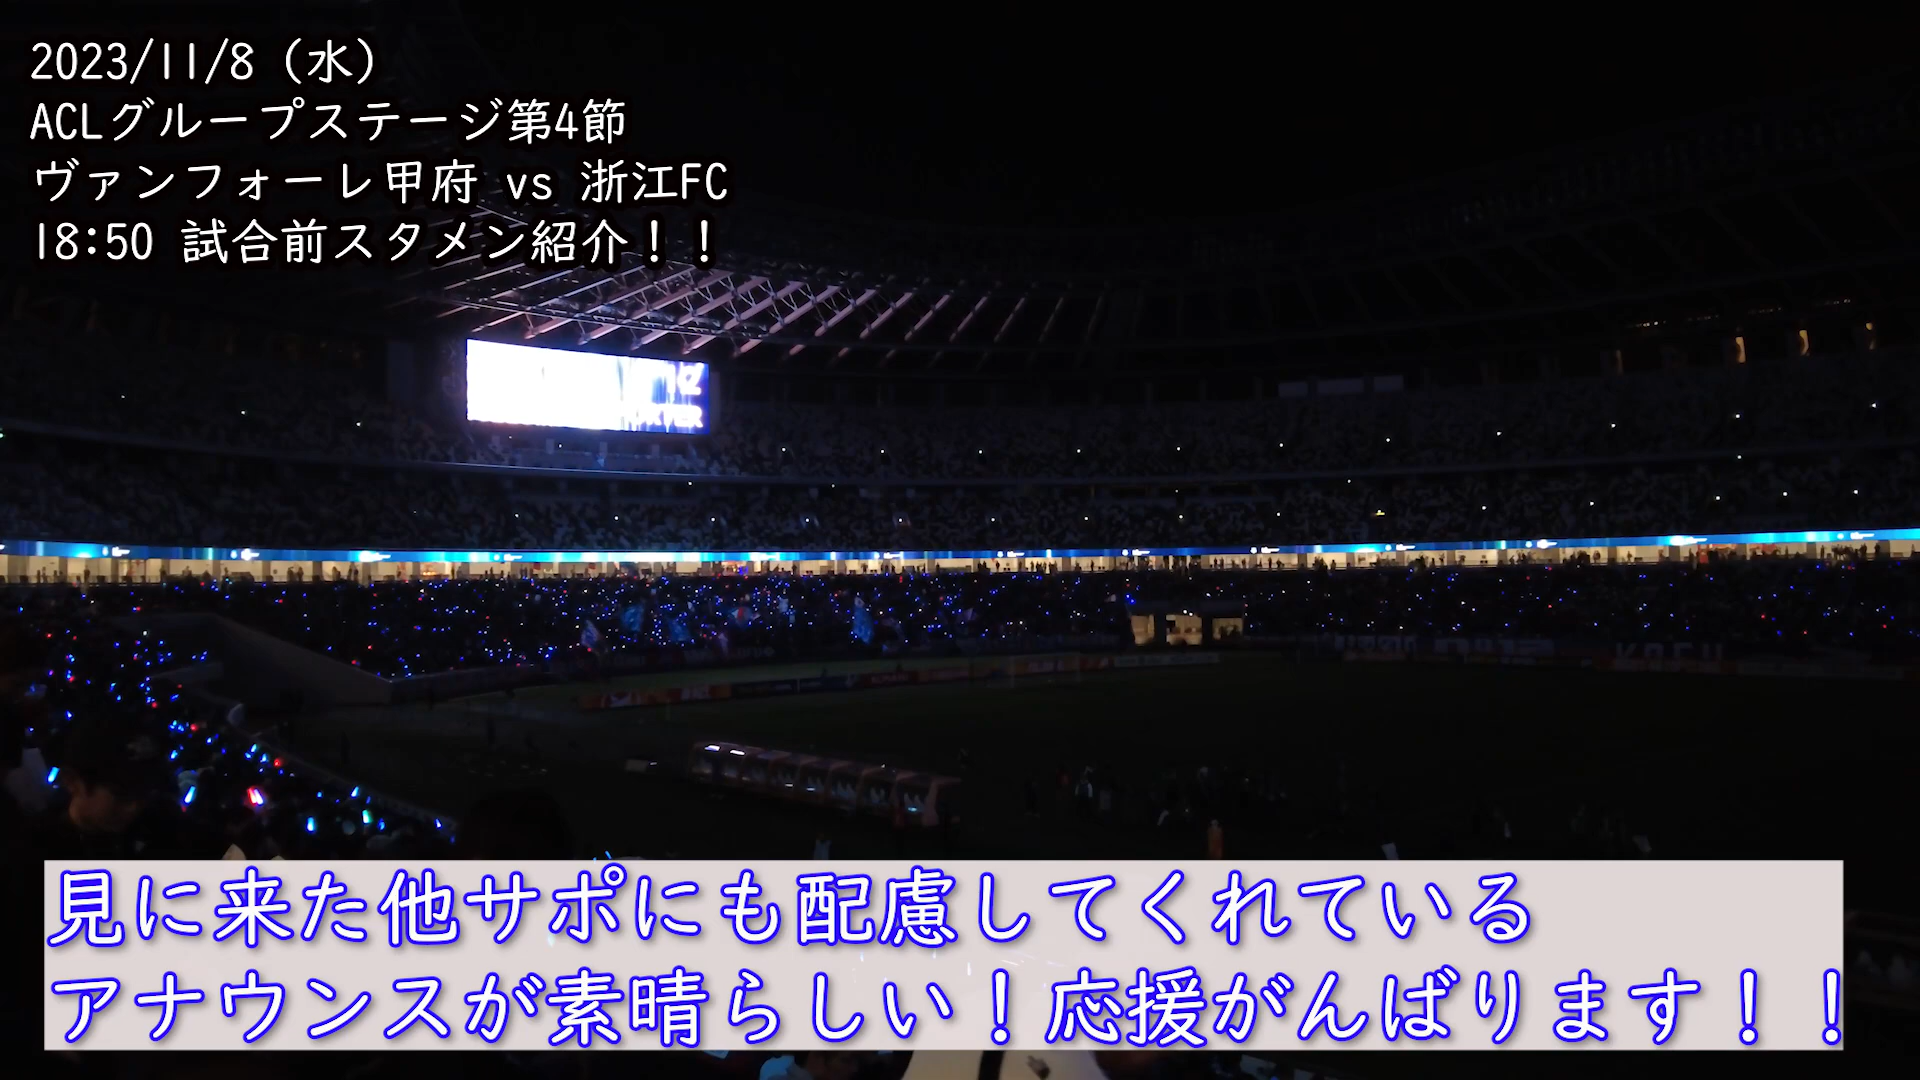 2023/11/8（水）
ACLグループステージ第4節
ヴァンフォーレ甲府 vs 浙江FC
18:50 試合前スタメン紹介！！
見に来た他サポにも配慮してくれている
アナウンスが素晴らしい！応援がんばります！！